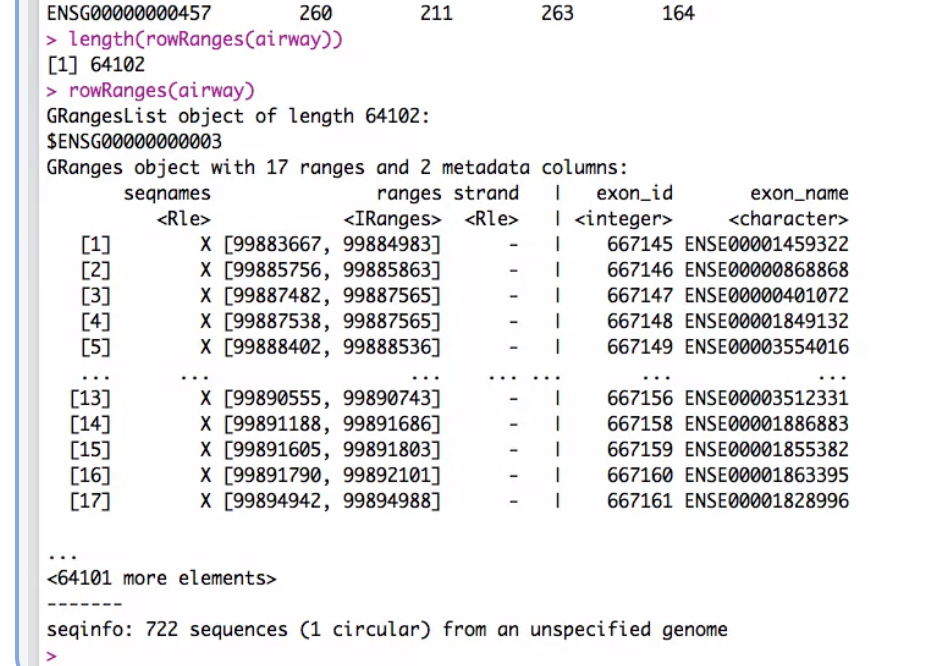 ENSG00000000457 260 211 263 164
> length(rowRanges(airway))
[1] 64102
> rowRanges(airway)
GRangesList object of length 64102:
$ENSG00000000003
GRanges object with 17 ranges and 2 metadata columns:
seqnames ranges strand | exon_id exon_name
<Rle> <IRanges> <Rle> | <integer> <character>
[1] X [99883667, 99884983] - | 667145 ENSE00001459322
[2] X [99885756, 99885863] - | 667146 ENSE00000868868
[3] X [99887482, 99887565] - | 667147 ENSE00000401072
[4] X [99887538, 99887565] - | 667148 ENSE00001849132
[5] X [99888402, 99888536] - | 667149 ENSE00003554016
... ... ... ... ... ... ...
[13] X [99890555, 99890743] - | 667156 ENSE00003512331
[14] X [99891188, 99891686] - | 667158 ENSE00001886883
[15] X [99891605, 99891803] - | 667159 ENSE00001855382
[16] X [99891790, 99892101] - | 667160 ENSE00001863395
[17] X [99894942, 99894988] - | 667161 ENSE00001828996
...
<64101 more elements>
-------
seqinfo: 722 sequences (1 circular) from an unspecified genome
>